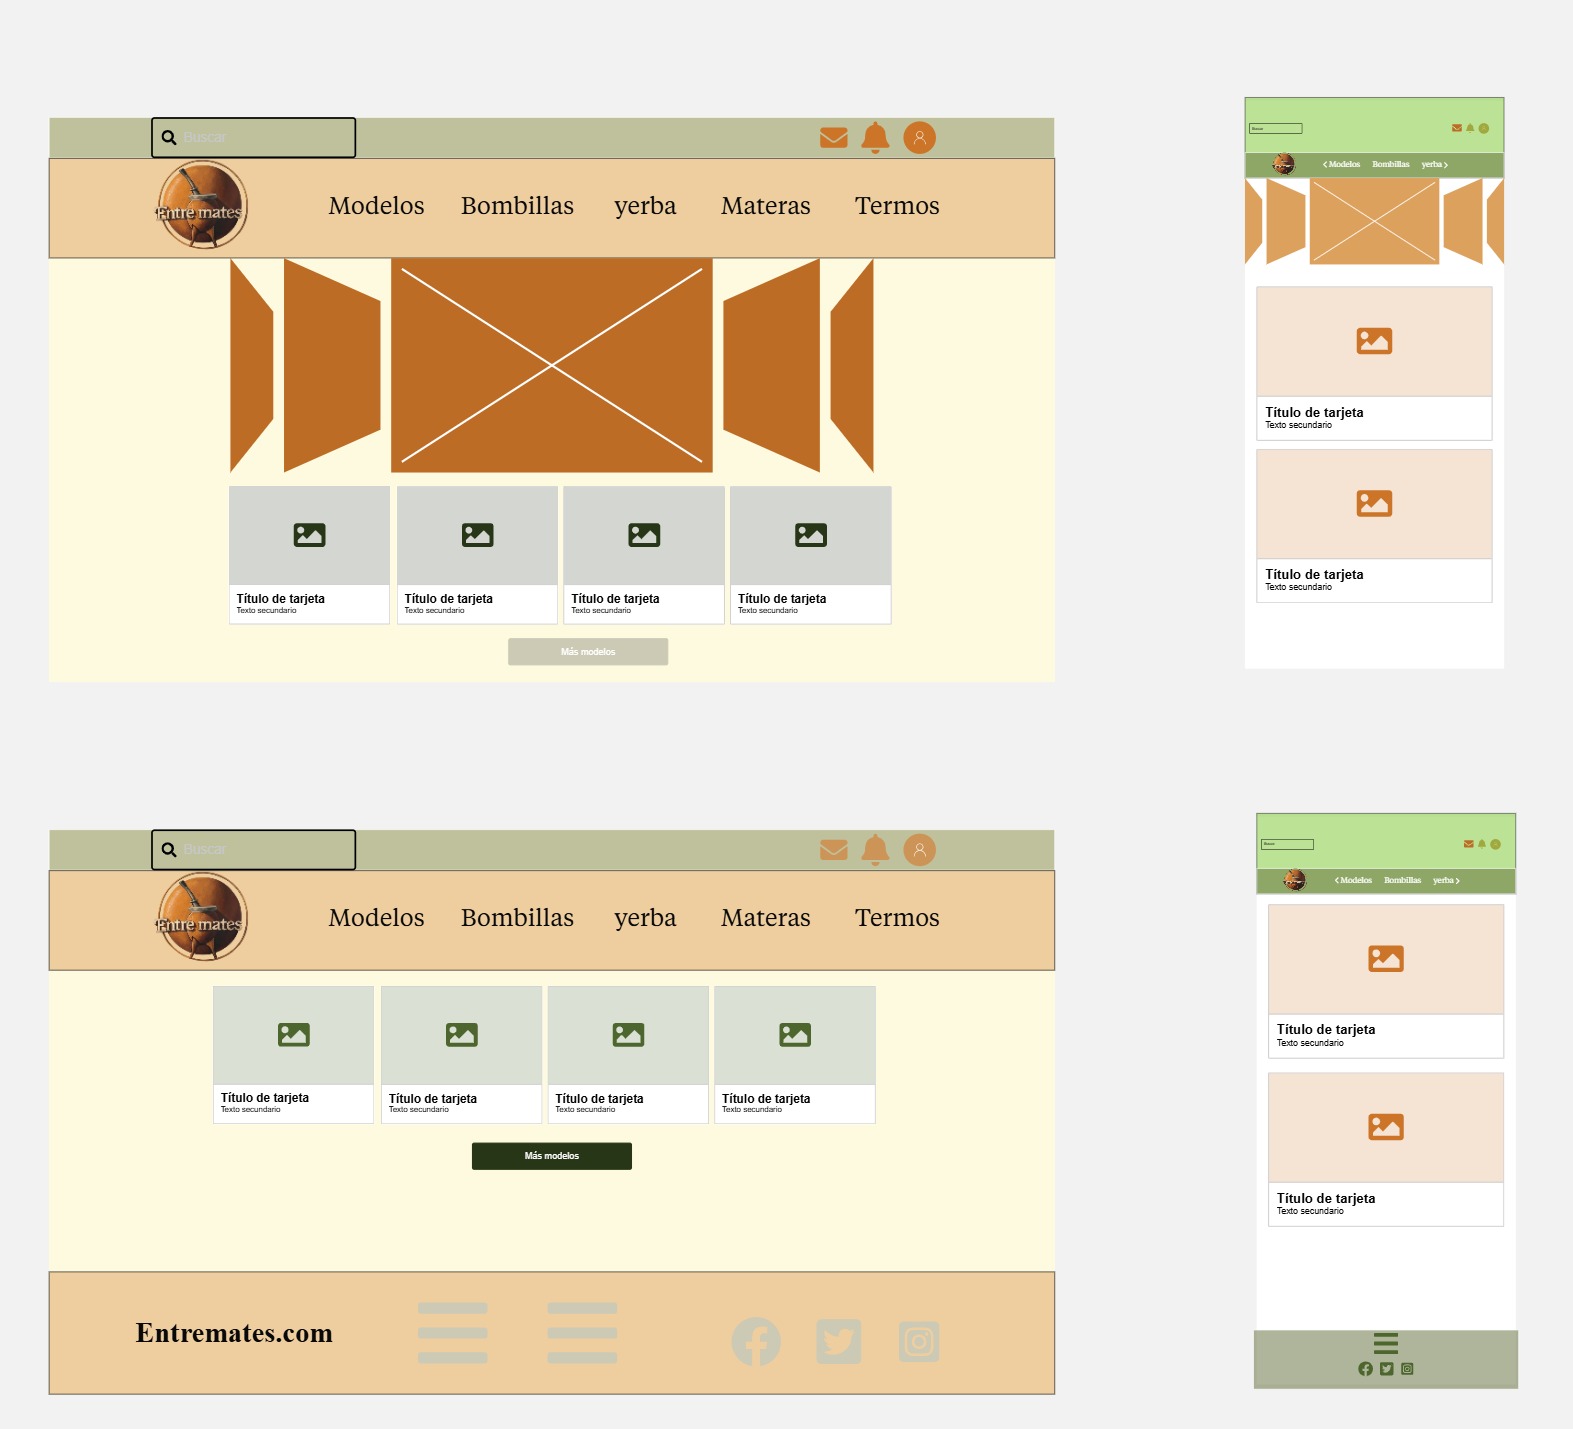 Buscar
Entre mates
Modelos Bombillas yerba Materas Termos
Título de tarjeta Título de tarjeta Título de tarjeta Título de tarjeta
Texto secundario Texto secundario Texto secundario Texto secundario
Más modelos
Buscar
Modelos Bombillas yerba
Título de tarjeta
Texto secundario
Título de tarjeta
Texto secundario
Buscar
Entre mates
Modelos Bombillas yerba Materas Termos
Título de tarjeta Título de tarjeta Título de tarjeta Título de tarjeta
Texto secundario Texto secundario Texto secundario Texto secundario
Más modelos
Entremates.com
Buscar
Modelos Bombillas yerba
Título de tarjeta
Texto secundario
Título de tarjeta
Texto secundario